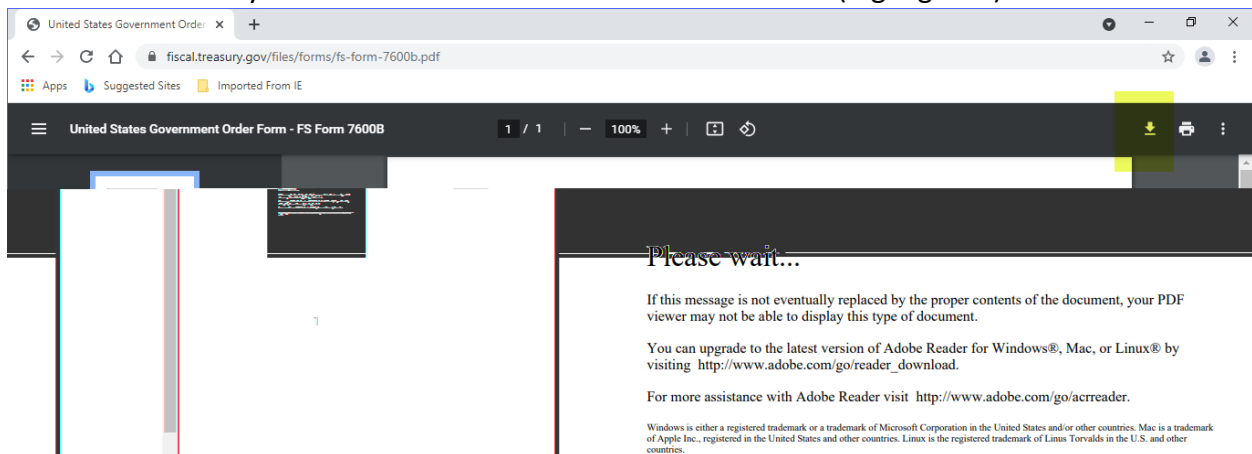 United States Government Order
fiscal.treasury.gov/files/forms/fs-form-7600b.pdf
Apps Suggested Sites Imported From IE
United States Government Order Form - FS Form 7600B 1 / 1 100%
Please wait...
If this message is not eventually replaced by the proper contents of the document, your PDF
viewer may not be able to display this type of document.
You can upgrade to the latest version of Adobe Reader for Windows®, Mac, or Linux® by
visiting http://www.adobe.com/go/reader_download.
For more assistance with Adobe Reader visit http://www.adobe.com/go/acrreader.
Windows is either a registered trademark or a trademark of Microsoft Corporation in the United States and/or other countries. Mac is a trademark
of Apple Inc., registered in the United States and other countries. Linux is the registered trademark of Linus Torvalds in the U.S. and other
countries.